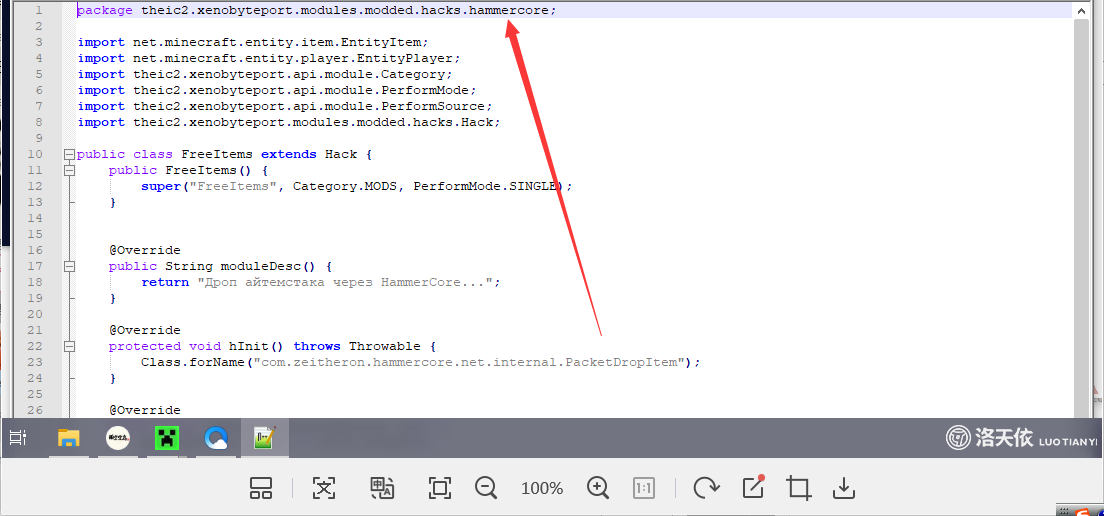 1 package theic2.xenobyteport.modules.modded.hacks.hammercore;
2
3 import net.minecraft.entity.item.EntityItem;
4 import net.minecraft.entity.player.EntityPlayer;
5 import theic2.xenobyteport.api.module.Category;
6 import theic2.xenobyteport.api.module.PerformMode;
7 import theic2.xenobyteport.api.module.PerformSource;
8 import theic2.xenobyteport.modules.modded.hacks.Hack;
9
10 public class FreeItems extends Hack {
11 public FreeItems() {
12 super("FreeItems", Category.MODS, PerformMode.SINGLE);
13 }
14
15
16 @Override
17 public String moduleDesc() {
18 return "Дроп айтемстака через HammerCore...";
19 }
20
21 @Override
22 protected void hInit() throws Throwable {
23 Class.forName("com.zeitheron.hammercore.net.internal.PacketDropItem");
24 }
25
26 @Override
洛天依 LUO TIANYI
100%
1:1